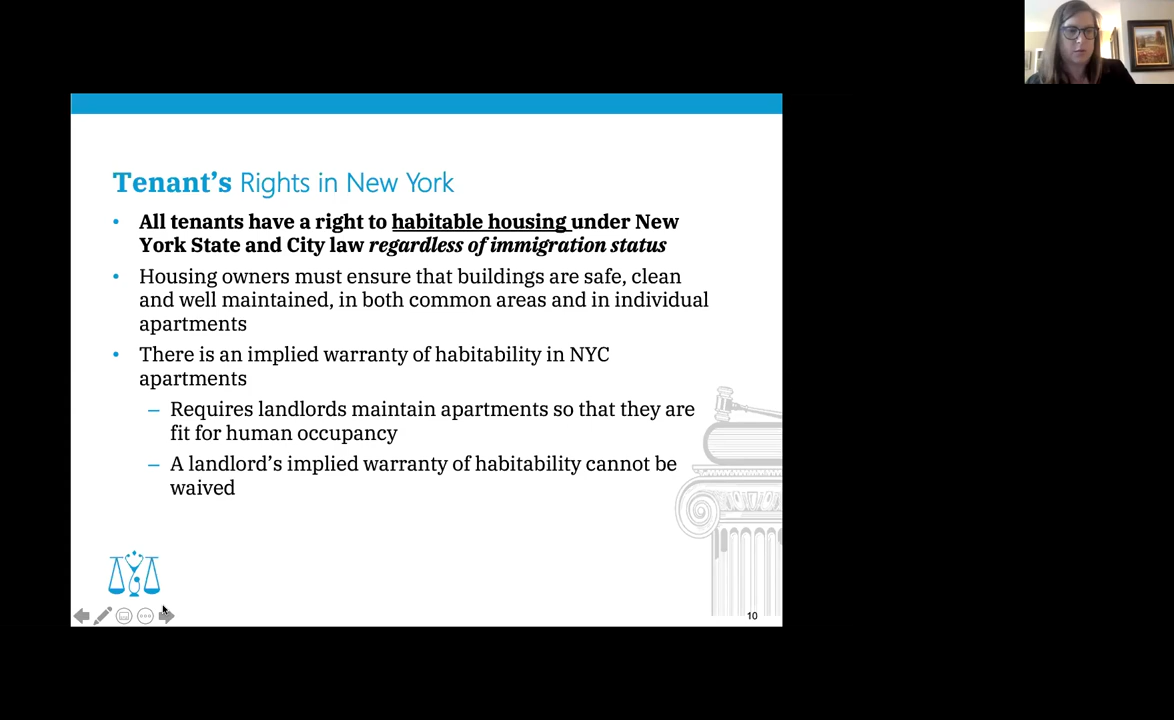 Tenant's Rights in New York
• All tenants have a right to habitable housing under New
York State and City law regardless of immigration status
• Housing owners must ensure that buildings are safe, clean
and well maintained, in both common areas and in individual
apartments
• There is an implied warranty of habitability in NYC
apartments
– Requires landlords maintain apartments so that they are
fit for human occupancy
– A landlord's implied warranty of habitability cannot be
waived
10